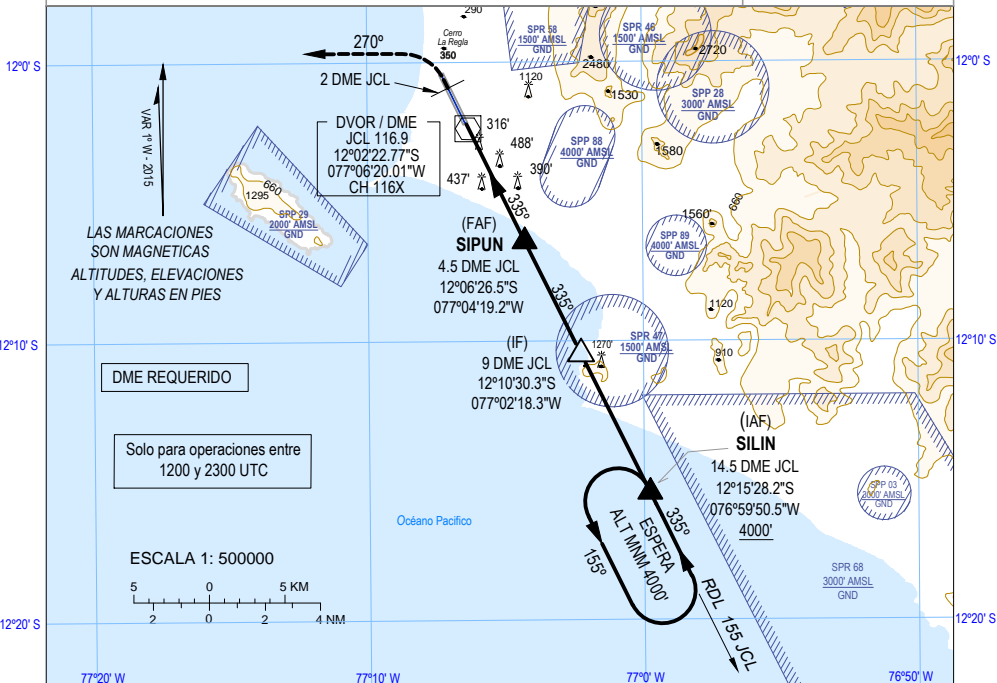 290
Cerro
La Regla
350
270º
2 DME JCL
12º0' S
12º0' S
SPR 58
1500' AMSL
GND
SPR 46
1500' AMSL
GND
2720
2480
1120
1530
SPP 28
3000' AMSL
GND
VAR 1º W - 2015
DVOR / DME
JCL 116.9
12º02'22.77"S
077º06'20.01"W
CH 116X
316'
488'
390'
437'
SPP 88
4000' AMSL
GND
1580
660
1295
SPP 29
2000' AMSL
GND
335º
LAS MARCACIONES
SON MAGNETICAS
ALTITUDES, ELEVACIONES
Y ALTURAS EN PIES
(FAF)
SIPUN
4.5 DME JCL
12º06'26.5"S
077º04'19.2"W
660
1560'
SPP 89
4000' AMSL
GND
335º
1120
12º10' S
12º10' S
(IF)
9 DME JCL
12º10'30.3"S
077º02'18.3"W
1270'
SPR 47
1500' AMSL
GND
910
DME REQUERIDO
Solo para operaciones entre
1200 y 2300 UTC
(IAF)
SILIN
14.5 DME JCL
12º15'28.2"S
076º59'50.5"W
4000'
SPP 03
3000' AMSL
GND
Océano Pacifico
335º
ESPERA
ALT MNM 4000'
155º
RDL 155 JCL
SPR 68
3000' AMSL
GND
ESCALA 1: 500000
5 0 5 KM
2 0 2 4 NM
12º20' S
12º20' S
77º20' W
77º10' W
77º0' W
76º50' W